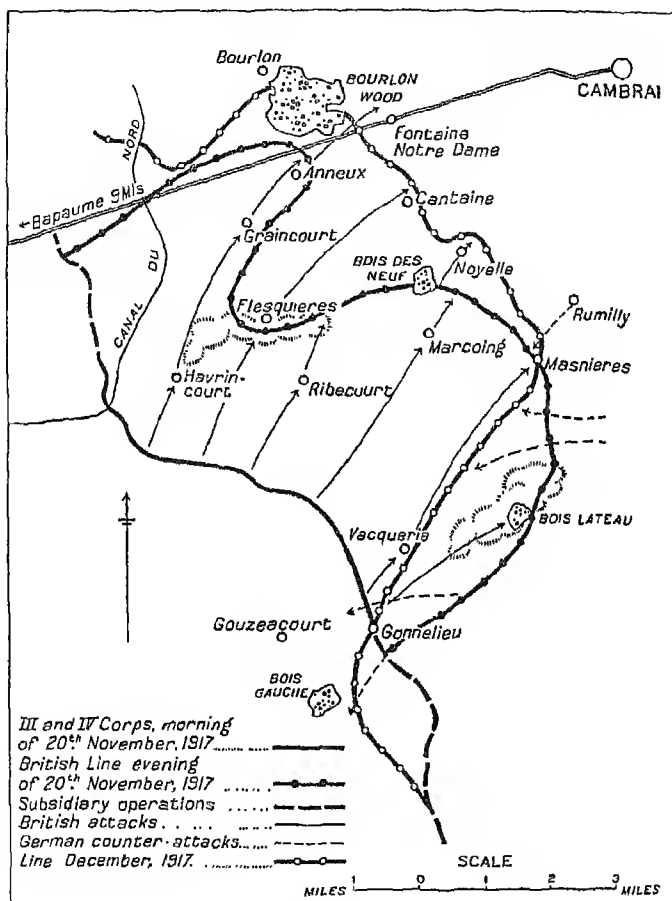 Bourlon
BOURLON
WOOD
CAMBRAI
NORD
Fontaine
Notre Dame
Bapaume 9Mls
Anneux
Cantaine
Graincourt
BOIS DES
NEUF
Noyelle
DU
CANAL
Flesquieres
Rumilly
Marcoing
Masnieres
Havrin-
court
Ribecourt
BOIS LATEAU
Vacquerie
Gouzeacourt
Gonnelieu
BOIS
GAUCHE
III and IV Corps, morning
of 20th November, 1917
British Line evening
of 20th November, 1917
Subsidiary operations
British attacks
German counter-attacks
Line December, 1917.
SCALE
1 0 1 2 3
MILES MILES